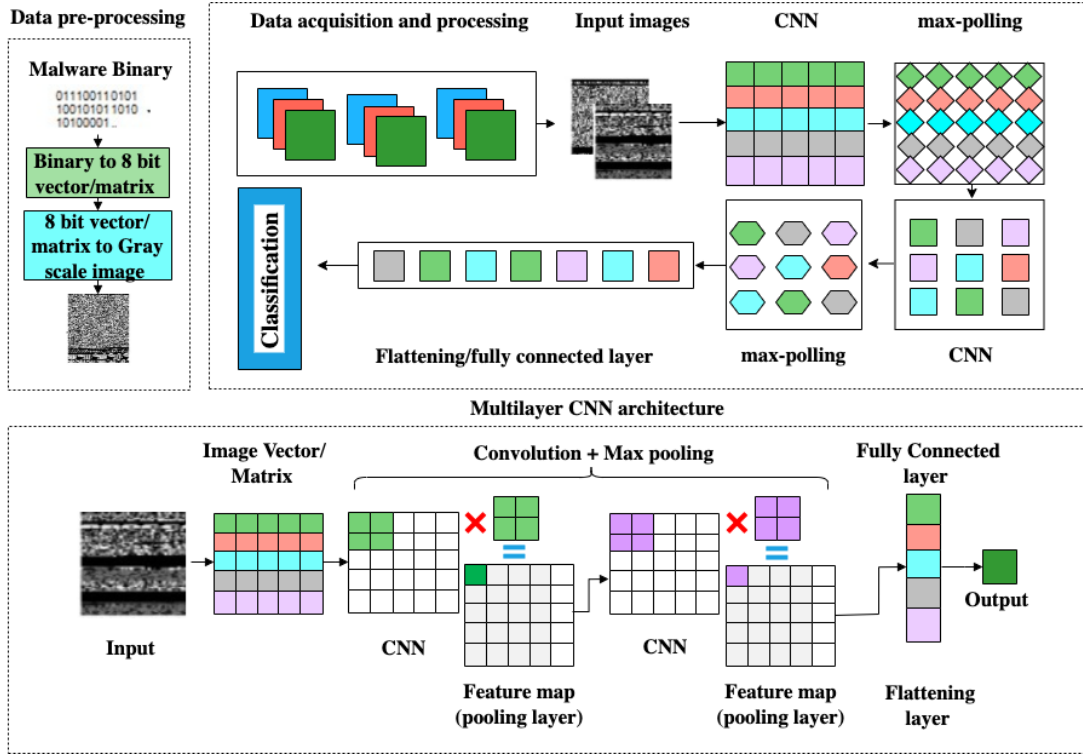 Data pre-processing
Malware Binary
011100110101
100101011010 .
10100001..
Binary to 8 bit
vector/matrix
8 bit vector/
matrix to Gray
scale image
Data acquisition and processing
Input images
CNN
max-polling
Classification
Flattening/fully connected layer
max-polling
CNN
Multilayer CNN architecture
Image Vector/
Matrix
Convolution + Max pooling
Fully Connected
layer
Input
CNN
Feature map
(pooling layer)
CNN
Feature map
(pooling layer)
Output
Flattening
layer